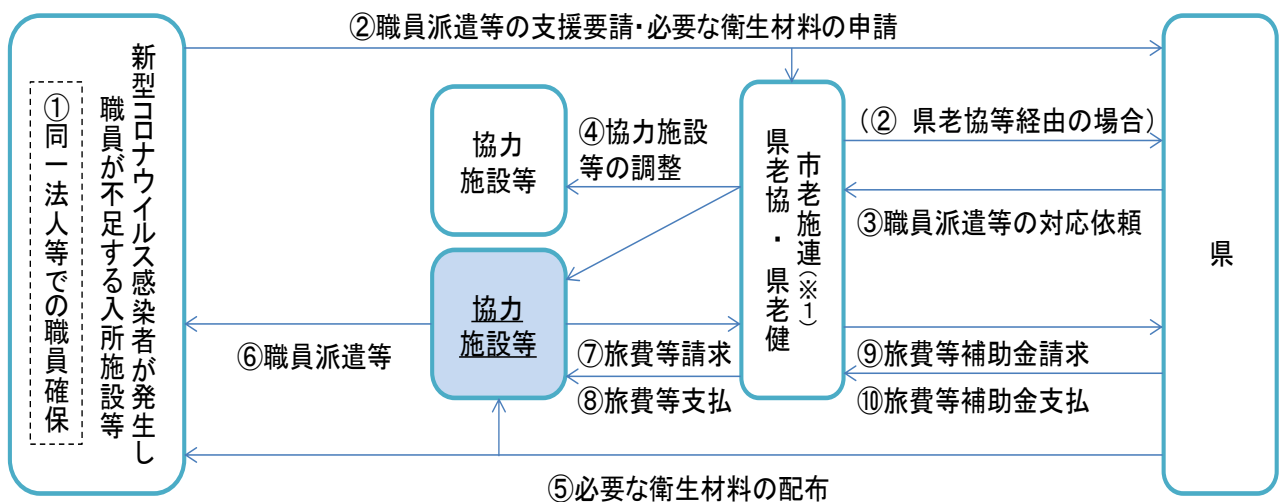 ②職員派遣等の支援要請・必要な衛生材料の申請
新型コロナウイルス感染者が発生し
職員が不足する入所施設等
①同一法人等での職員確保
協力
施設等
④協力施設
等の調整
市老施連(※1)
県老協・県老健
(② 県老協等経由の場合)
③職員派遣等の対応依頼
県
協力
施設等
⑥職員派遣等
⑦旅費等請求
⑧旅費等支払
⑨旅費等補助金請求
⑩旅費等補助金支払
⑤必要な衛生材料の配布